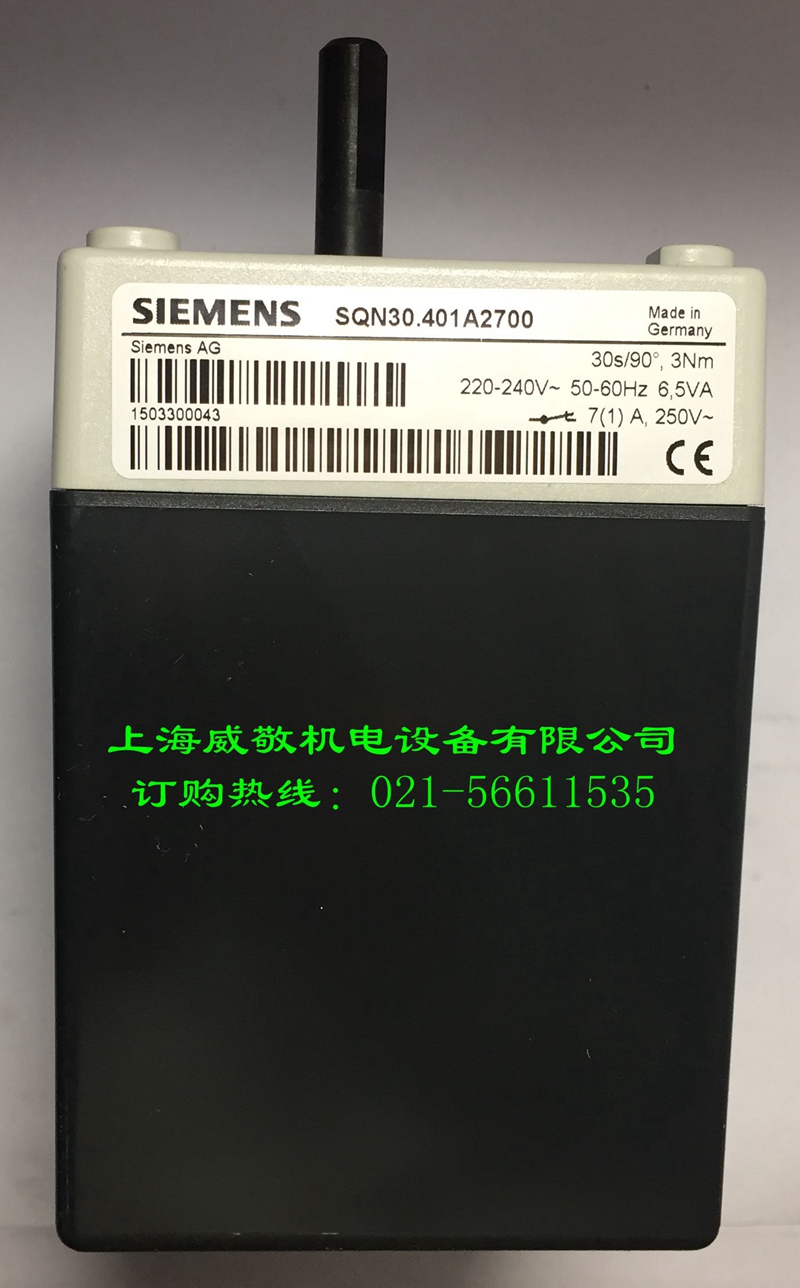 SIEMENS SQN30.401A2700 Made in Germany
Siemens AG
30s/90°, 3Nm
220-240V~ 50-60Hz 6,5VA
1503300043
7(1) A, 250V~
CE
上海威敬机电设备有限公司
订购热线：021-56611535